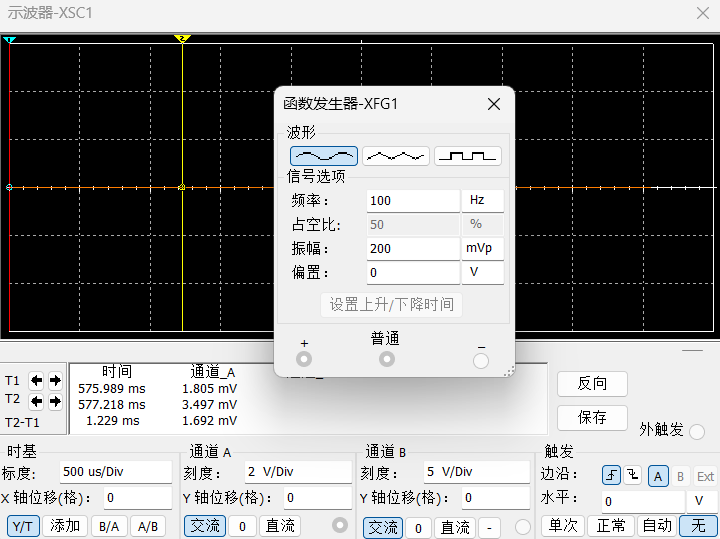 示波器-XSC1
1
2
函数发生器-XFG1
波形
信号选项
频率： 100 Hz
占空比: 50 %
振幅： 200 mVp
偏置： 0 V
设置上升/下降时间
+ 普通 −
时间 通道_A
T1 575.989 ms 1.805 mV
T2 577.218 ms 3.497 mV
T2-T1 1.229 ms 1.692 mV
反向
保存
外触发
时基
标度: 500 us/Div
X 轴位移(格): 0
Y/T 添加 B/A A/B
通道 A
刻度: 2 V/Div
Y 轴位移(格): 0
交流 0 直流
通道 B
刻度: 5 V/Div
Y 轴位移(格): 0
交流 0 直流 -
触发
边沿: A B Ext
水平: 0 V
单次 正常 自动 无